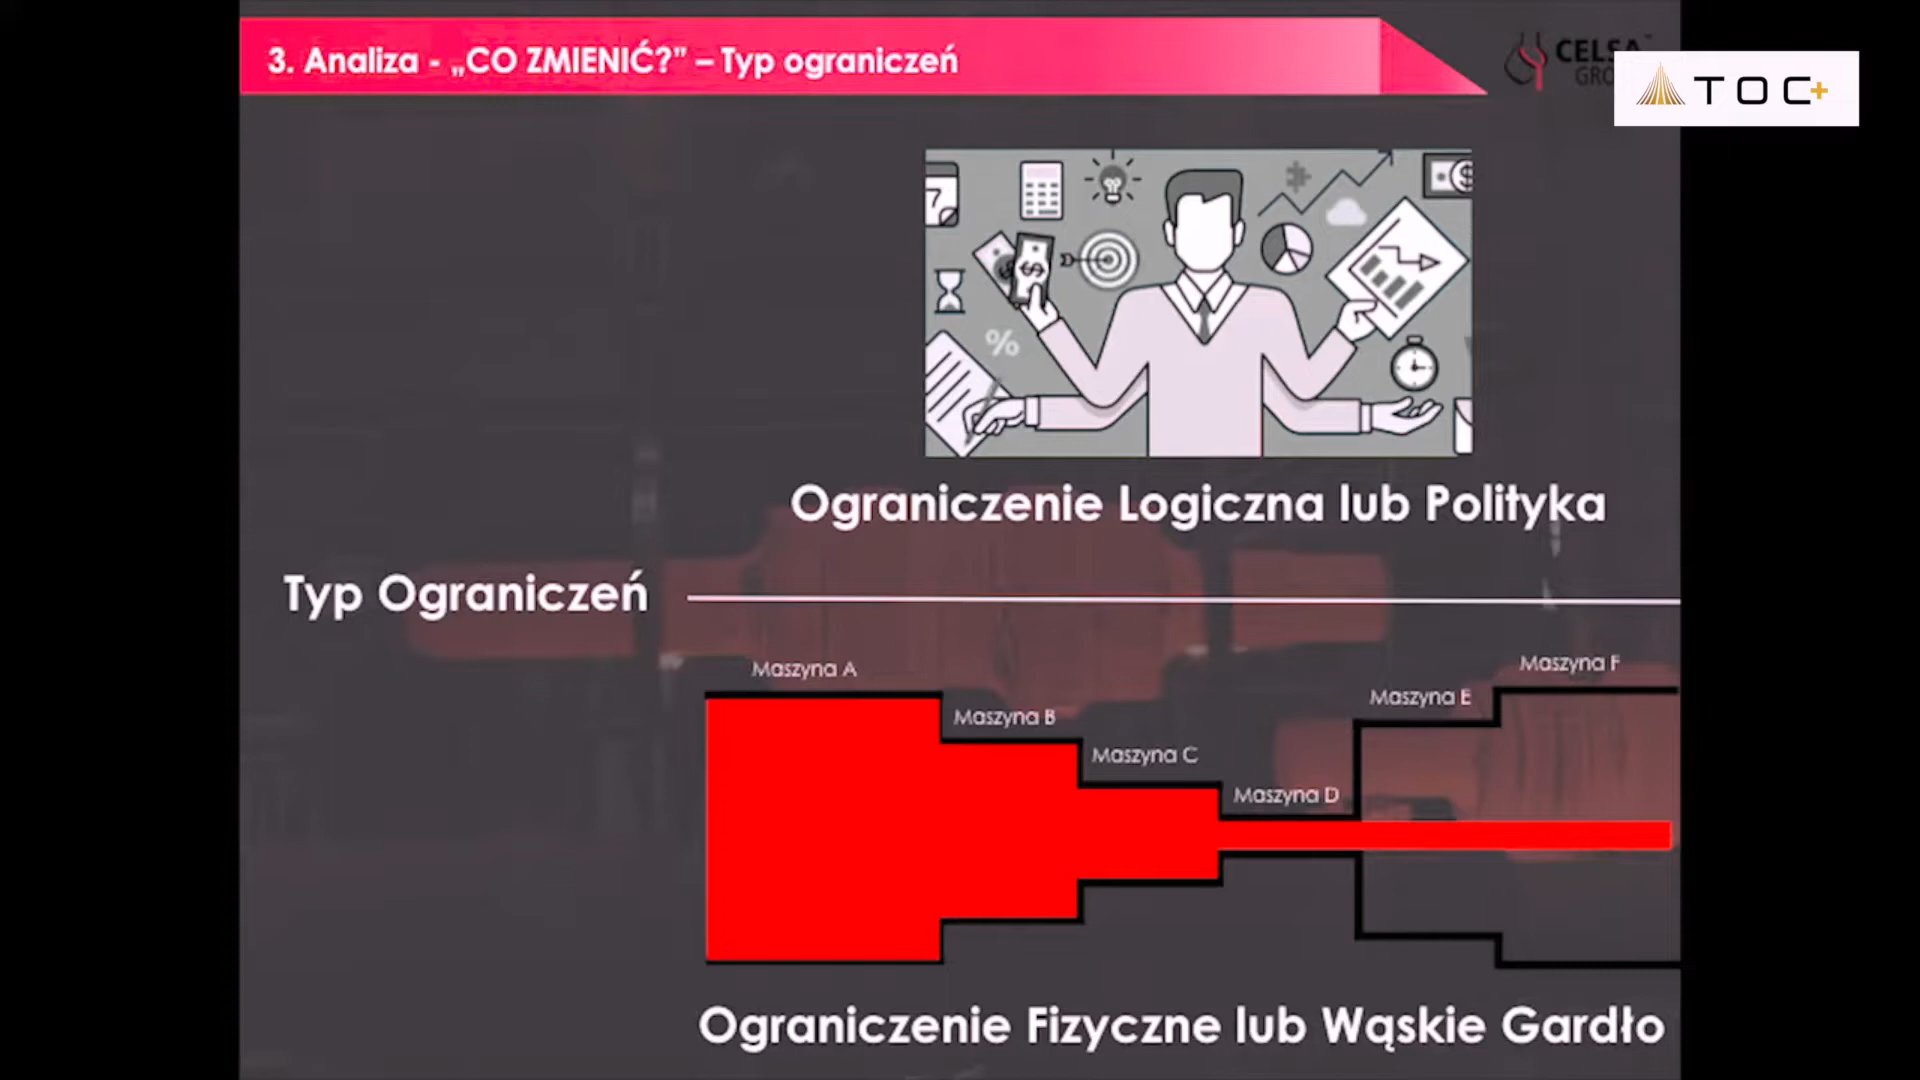 3. Analiza - „CO ZMIENIĆ?” – Typ ograniczeń
TOC+
7
%
Ograniczenie Logiczna lub Polityka
Typ Ograniczeń
Maszyna A
Maszyna B
Maszyna C
Maszyna D
Maszyna E
Maszyna F
Ograniczenie Fizyczne lub Wąskie Gardło